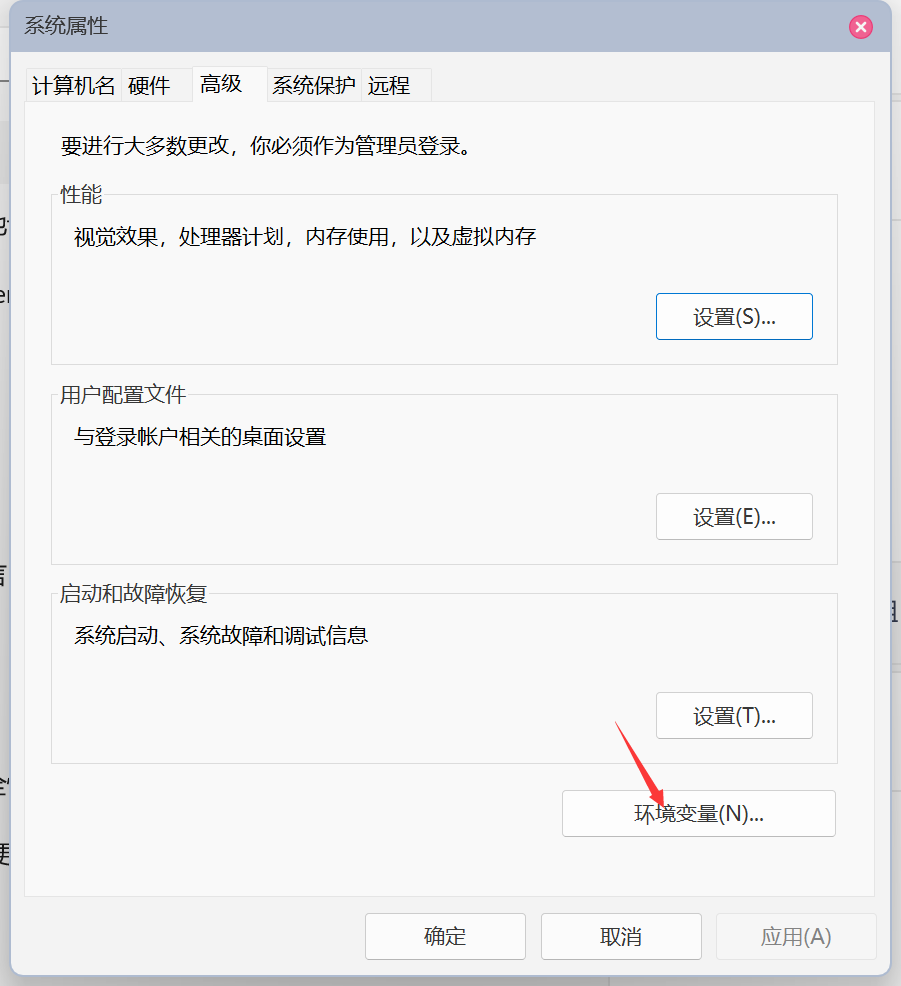 系统属性
计算机名 硬件 高级 系统保护 远程
要进行大多数更改，你必须作为管理员登录。
性能
视觉效果，处理器计划，内存使用，以及虚拟内存
设置(S)...
用户配置文件
与登录帐户相关的桌面设置
设置(E)...
启动和故障恢复
系统启动、系统故障和调试信息
设置(T)...
环境变量(N)...
确定 取消 应用(A)